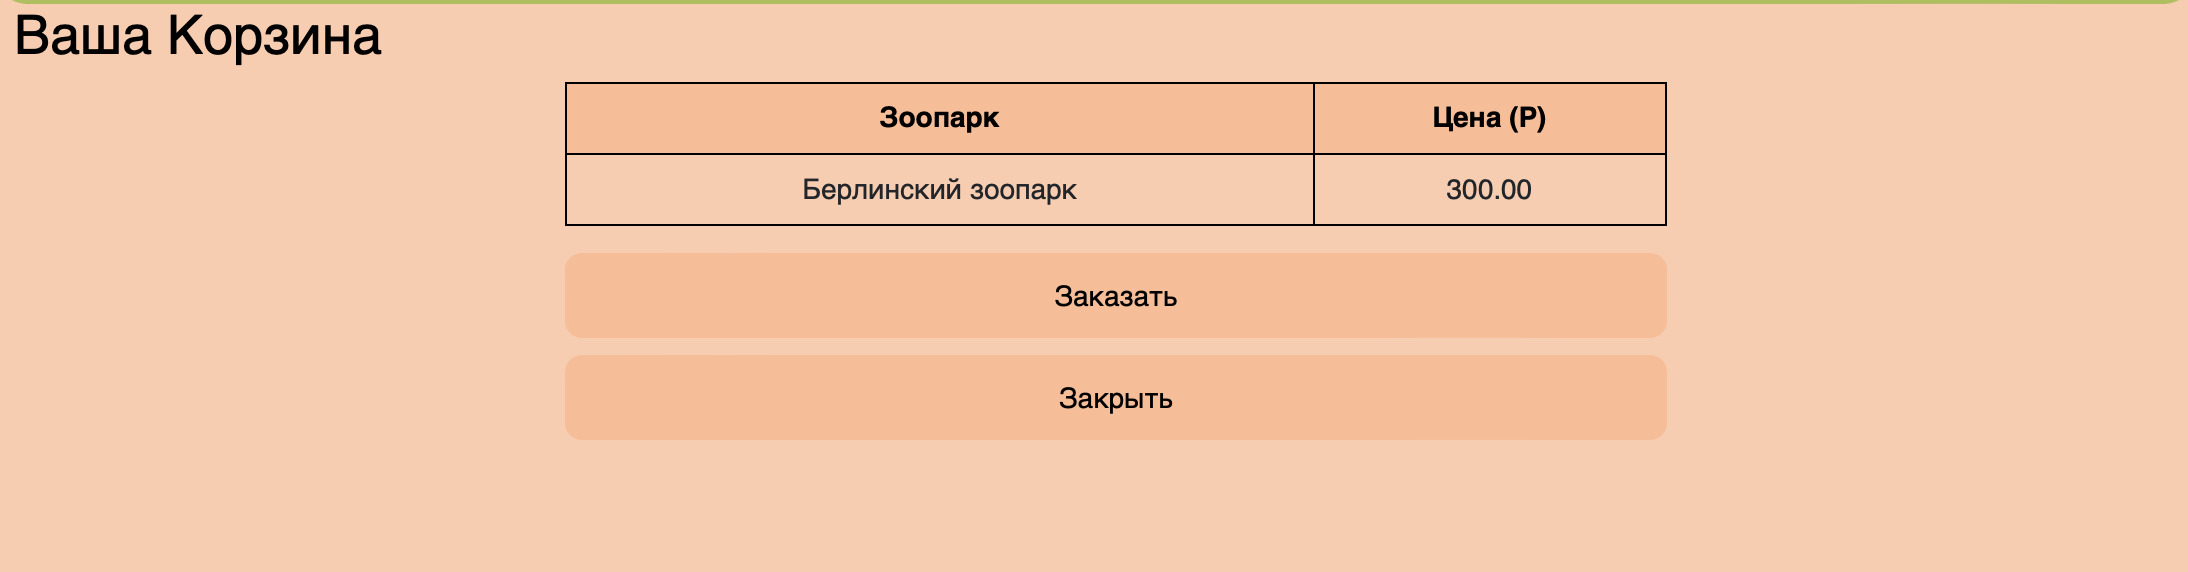 Ваша Корзина
Зоопарк Цена (Р)
Берлинский зоопарк 300.00
Заказать
Закрыть